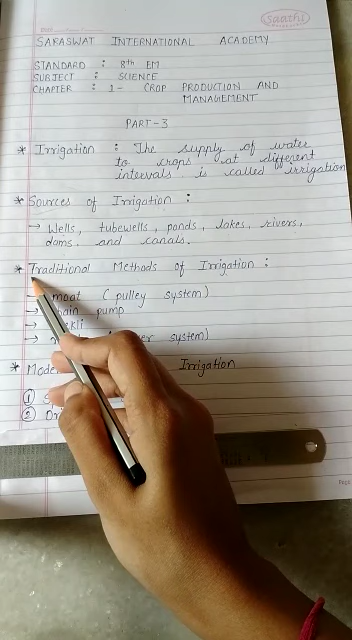 Saathi
SARASWAT INTERNATIONAL ACADEMY
STANDARD : 8th EM
SUBJECT : SCIENCE
CHAPTER : 1- CROP PRODUCTION AND
MANAGEMENT
PART-3
* Irrigation : The supply of water
to crops at different
intervals is called irrigation
* Sources of Irrigation :
→ Wells, tubewells, ponds, lakes, rivers,
dams and canals.
* Traditional Methods of Irrigation :
moat (pulley system)
→ pump
→
→ system)
* Irrigation
①
②